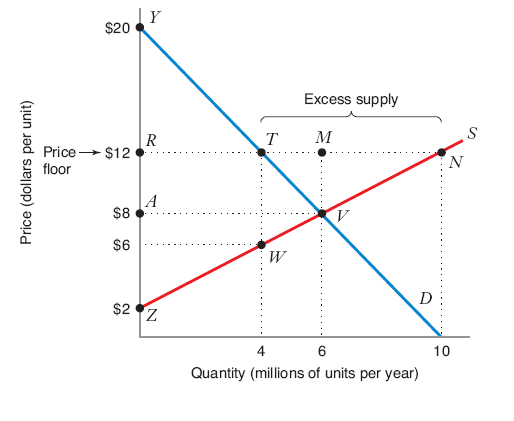 Y
$20
Excess supply
S
R
T
M
Price
$12
floor
N
A
$8
V
$6
W
D
$2
Z
4
6
10
Quantity (millions of units per year)
Price (dollars per unit)